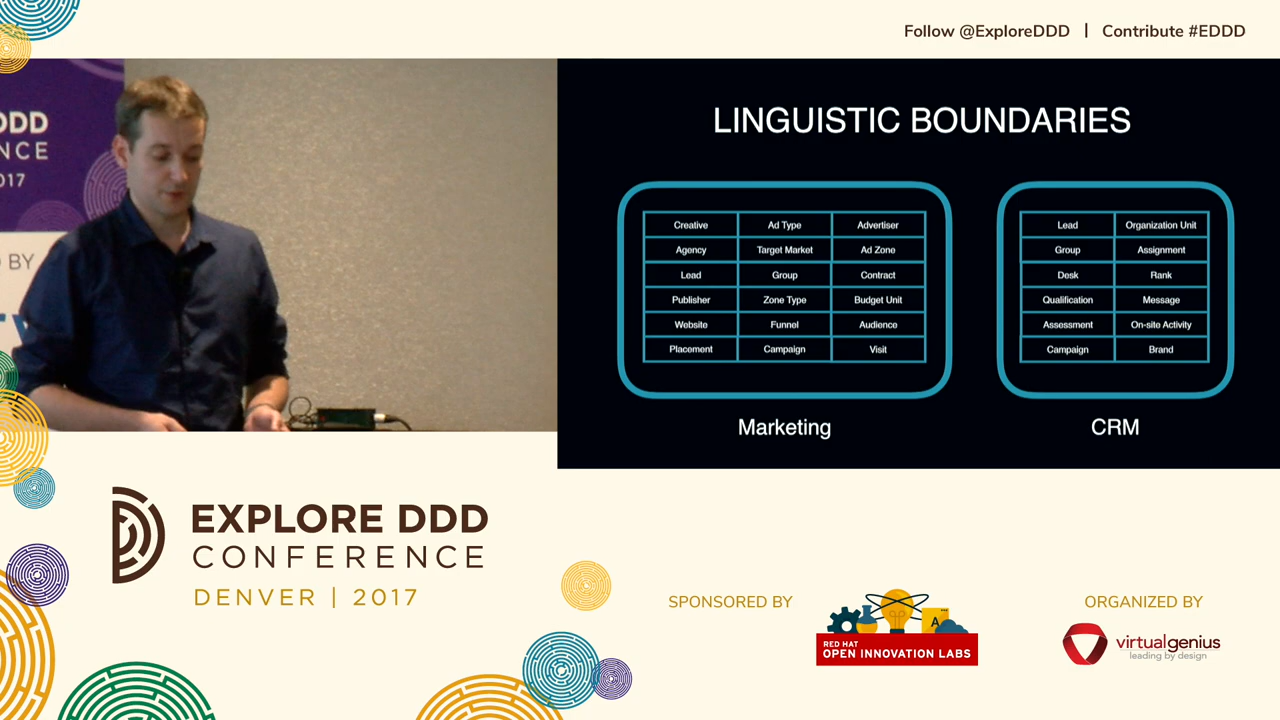 Follow @ExploreDDD | Contribute #EDDD
DDD
NCE
017
BY
LINGUISTIC BOUNDARIES
Creative Ad Type Advertiser
Agency Target Market Ad Zone
Lead Group Contract
Publisher Zone Type Budget Unit
Website Funnel Audience
Placement Campaign Visit
Marketing
Lead Organization Unit
Group Assignment
Desk Rank
Qualification Message
Assessment On-site Activity
Campaign Brand
CRM
EXPLORE DDD
CONFERENCE
DENVER | 2017
SPONSORED BY
A
RED HAT
OPEN INNOVATION LABS
ORGANIZED BY
virtualgenius
leading by design